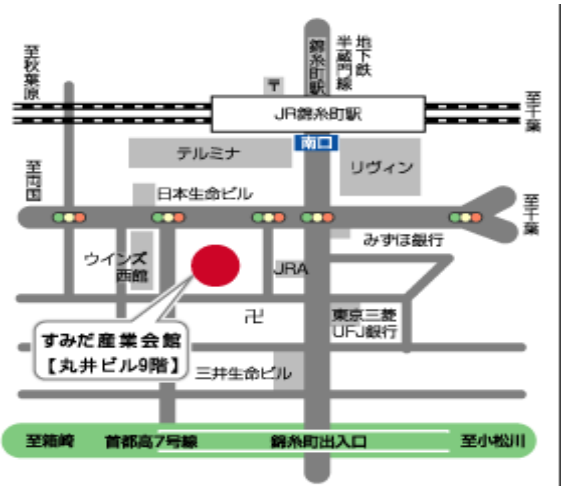 至秋葉原
錦糸町駅
半蔵門線
地下鉄
〒
JR錦糸町駅
至千葉
南口
テルミナ
リヴィン
至両国
日本生命ビル
至千葉
みずほ銀行
ウインズ
西館
JRA
卍
東京三菱
UFJ銀行
すみだ産業会館
【丸井ビル9階】
三井生命ビル
至箱崎
首都高7号線
錦糸町出入口
至小松川